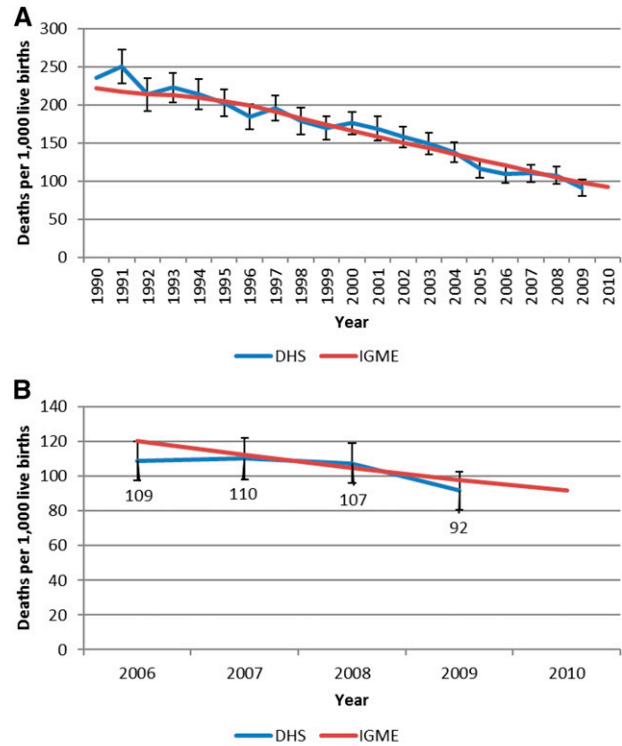 A
Deaths per 1,000 live births
300
250
200
150
100
50
0
1990 1991 1992 1993 1994 1995 1996 1997 1998 1999 2000 2001 2002 2003 2004 2005 2006 2007 2008 2009 2010
Year
DHS IGME
B
Deaths per 1,000 live births
140
120
100
80
60
40
20
0
109 110 107 92
2006 2007 2008 2009 2010
Year
DHS IGME